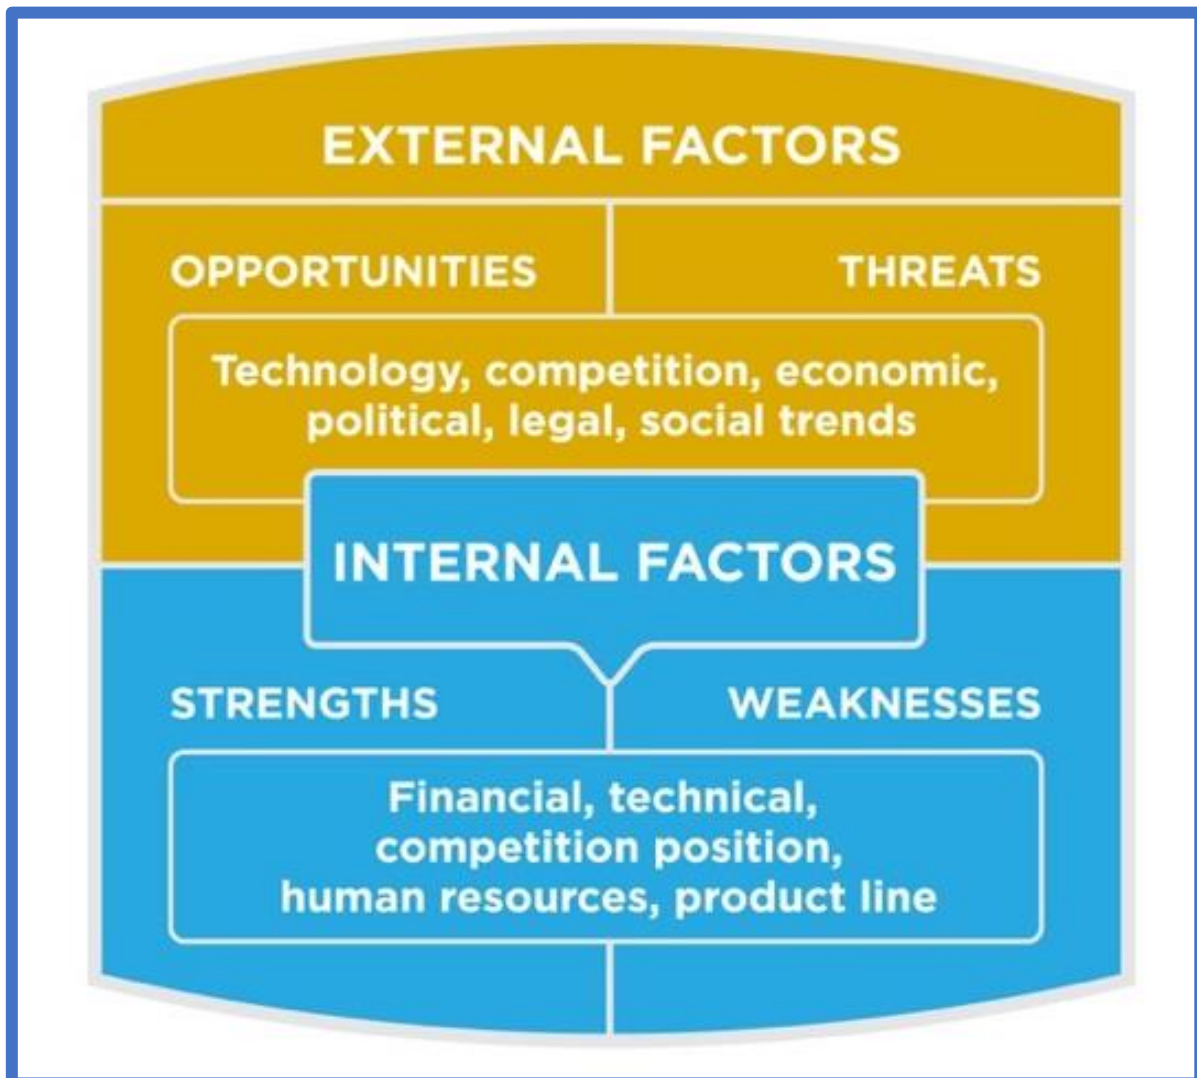 EXTERNAL FACTORS
OPPORTUNITIES
THREATS
Technology, competition, economic,
political, legal, social trends
INTERNAL FACTORS
STRENGTHS
WEAKNESSES
Financial, technical,
competition position,
human resources, product line